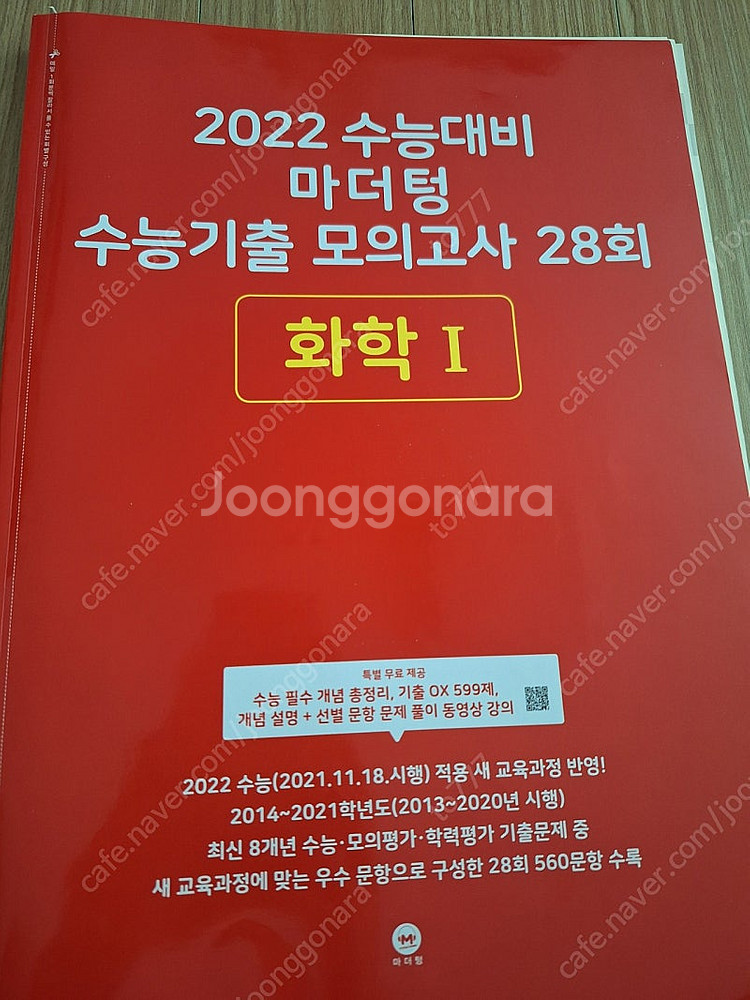 2022 수능대비
마더텅
수능기출 모의고사 28회
화학 I
Joonggonara
특별 무료 제공
수능 필수 개념 총정리, 기출 OX 599제,
개념 설명 + 선별 문항 문제 풀이 동영상 강의
2022 수능(2021.11.18.시행) 적용 새 교육과정 반영!
2014~2021학년도(2013~2020년 시행)
최신 8개년 수능·모의평가·학력평가 기출문제 중
새 교육과정에 맞는 우수 문항으로 구성한 28회 560문항 수록
마더텅
cafe.naver.com/joonggonara
to777